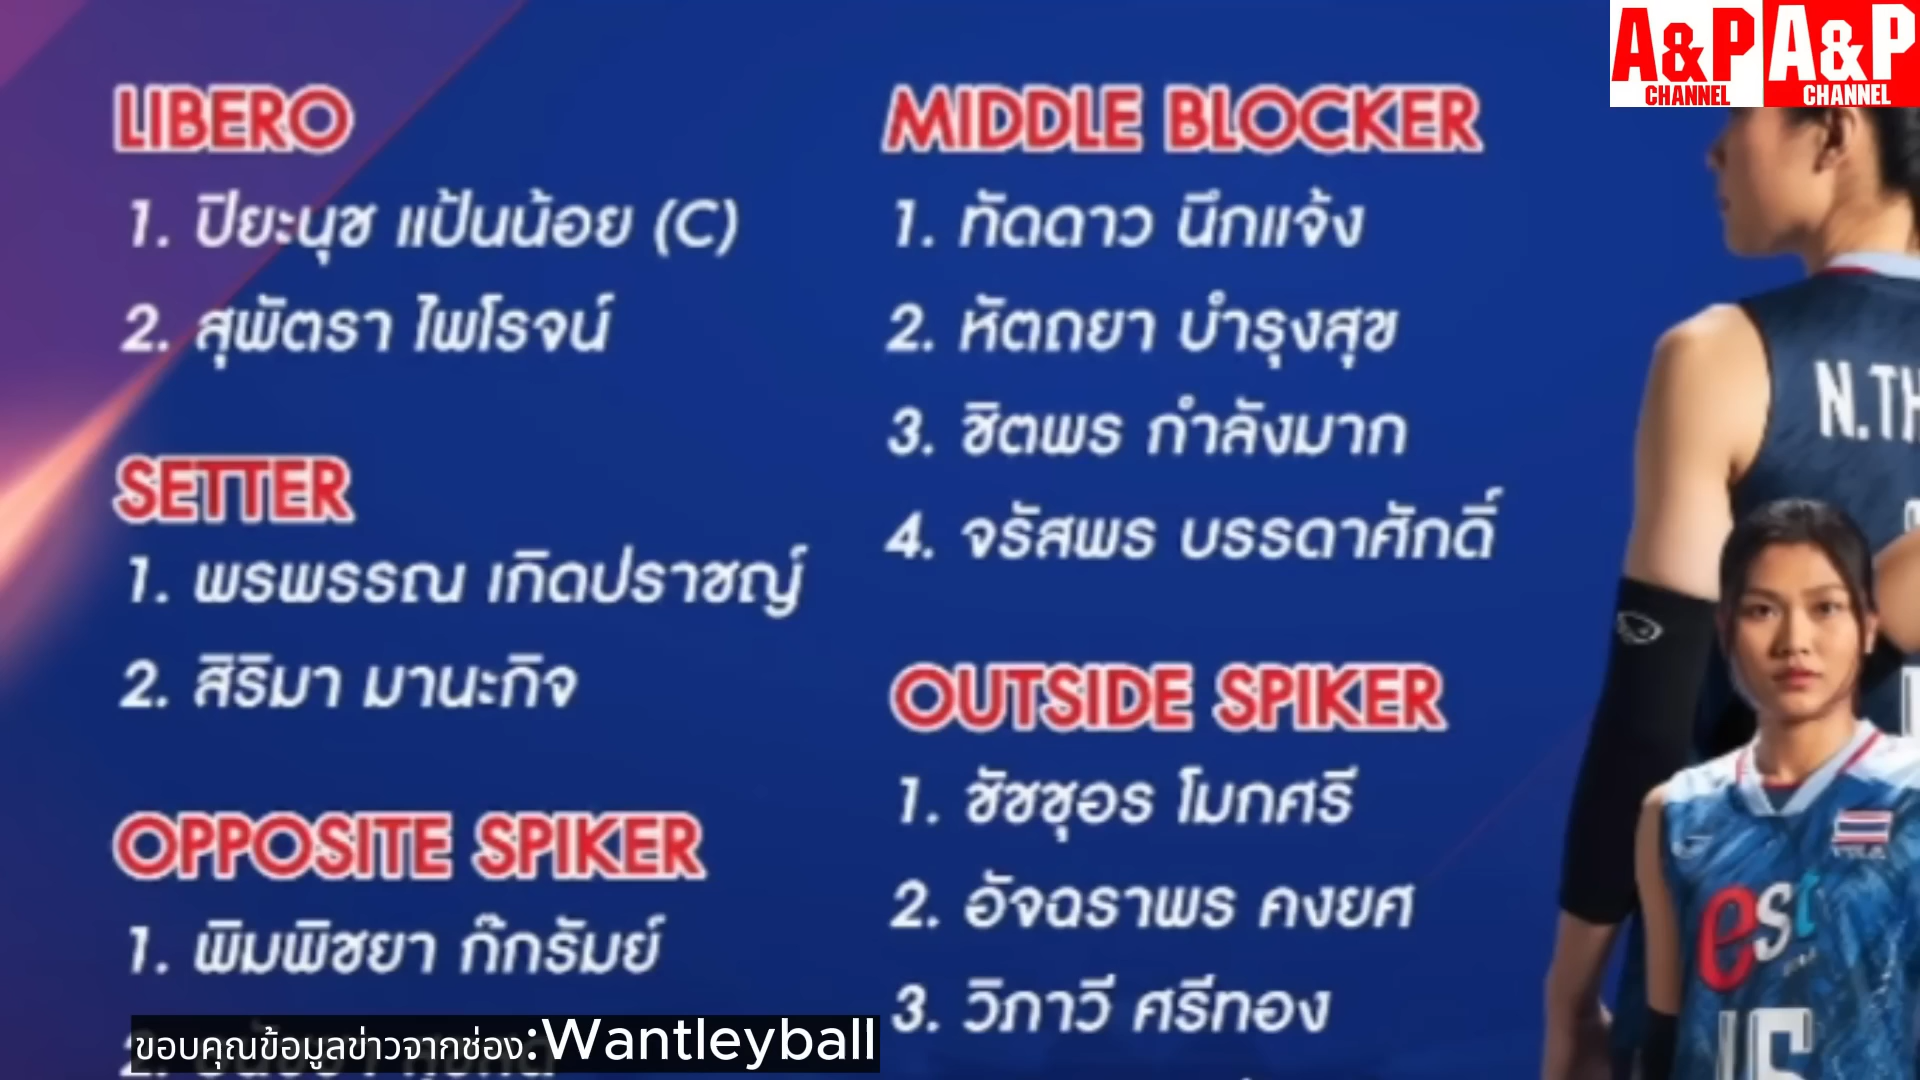 LIBERO
1. ปิยะนุช แป้นน้อย (C)
2. สุพัตรา ไพโรจน์
SETTER
1. พรพรรณ เกิดปราชญ์
2. สิริมา มานะกิจ
OPPOSITE SPIKER
1. พิมพิชยา ก๊กรัมย์
2.
MIDDLE BLOCKER
1. ทัดดาว นึกแจ้ง
2. หัตถยา บำรุงสุข
3. ชิตพร กำลังมาก
4. จรัสพร บรรดาศักดิ์
OUTSIDE SPIKER
1. ชัชชุอร โมกศรี
2. อัจฉราพร คงยศ
3. วิภาวี ศรีทอง
A&P CHANNEL
A&P CHANNEL
N.TH
est
ขอบคุณข้อมูลข่าวจากช่อง:Wantleyball